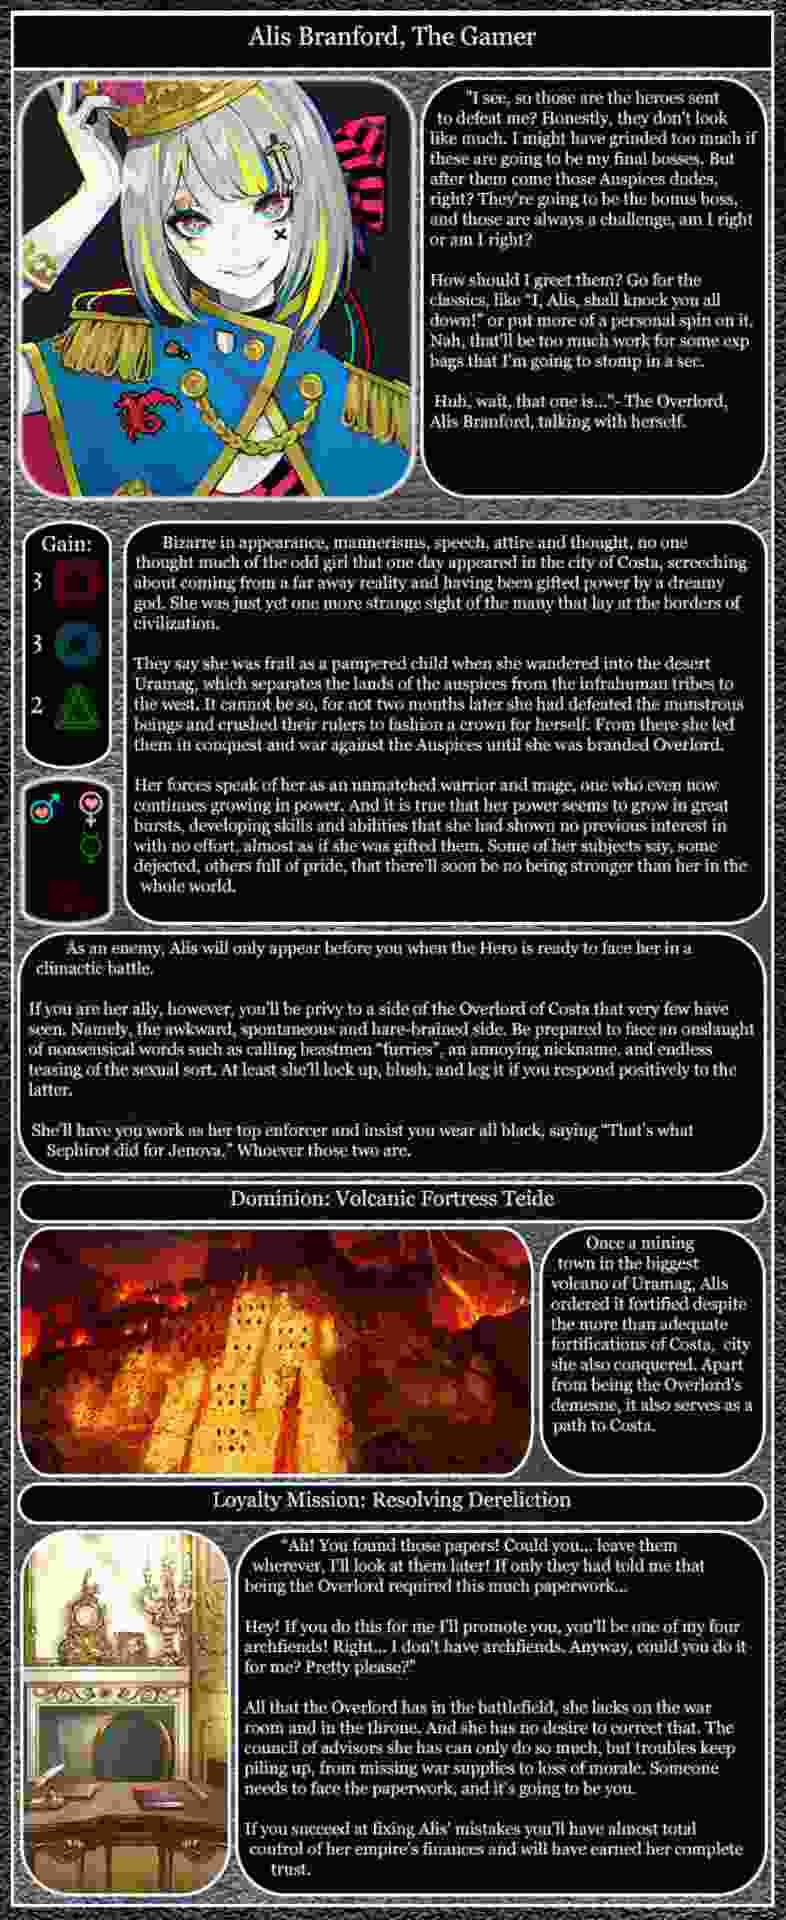 Alis Branford, The Gamer
"I see, so those are the heroes sent
to defeat me? Honestly, they don't look
like much. I might have grinded too much if
these are going to be my final bosses. But
after them come those Auspices dudes,
right? They're going to be the bonus boss,
and those are always a challenge, am I right
or am I right?
How should I greet them? Go for the
classics, like "I, Alis, shall knock you all
down!" or put more of a personal spin on it.
Nah, that'll be too much work for some exp
bags that I'm going to stomp in a sec.
Huh, wait, that one is..."- The Overlord,
Alis Branford, talking with herself.
Gain:
3
3
2
Bizarre in appearance, mannerisms, speech, attire and thought, no one
thought much of the odd girl that one day appeared in the city of Costa, screeching
about coming from a far away reality and having been gifted power by a dreamy
god. She was just yet one more strange sight of the many that lay at the borders of
civilization.
They say she was frail as a pampered child when she wandered into the desert
Uramag, which separates the lands of the auspices from the infrahuman tribes to
the west. It cannot be so, for not two months later she had defeated the monstrous
beings and crushed their rulers to fashion a crown for herself. From there she led
them in conquest and war against the Auspices until she was branded Overlord.
Her forces speak of her as an unmatched warrior and mage, one who even now
continues growing in power. And it is true that her power seems to grow in great
bursts, developing skills and abilities that she had shown no previous interest in
with no effort, almost as if she was gifted them. Some of her subjects say, some
dejected, others full of pride, that there'll soon be no being stronger than her in the
whole world.
As an enemy, Alis will only appear before you when the Hero is ready to face her in a
climactic battle.
If you are her ally, however, you'll be privy to a side of the Overlord of Costa that very few have
seen. Namely, the awkward, spontaneous and hare-brained side. Be prepared to face an onslaught
of nonsensical words such as calling beastmen "furries", an annoying nickname, and endless
teasing of the sexual sort. At least she'll lock up, blush, and leg it if you respond positively to the
latter.
She'll have you work as her top enforcer and insist you wear all black, saying "That's what
Sephirot did for Jenova." Whoever those two are.
Dominion: Volcanic Fortress Teide
Once a mining
town in the biggest
volcano of Uramag, Alis
ordered it fortified despite
the more than adequate
fortifications of Costa, city
she also conquered. Apart
from being the Overlord's
demesne, it also serves as a
path to Costa.
Loyalty Mission: Resolving Dereliction
"Ah! You found those papers! Could you... leave them
wherever, I'll look at them later! If only they had told me that
being the Overlord required this much paperwork...
Hey! If you do this for me I'll promote you, you'll be one of my four
archfiends! Right... I don't have archfiends. Anyway, could you do it
for me? Pretty please?"
All that the Overlord has in the battlefield, she lacks on the war
room and in the throne. And she has no desire to correct that. The
council of advisors she has can only do so much, but troubles keep
piling up, from missing war supplies to loss of morale. Someone
needs to face the paperwork, and it's going to be you.
If you succeed at fixing Alis' mistakes you'll have almost total
control of her empire's finances and will have earned her complete
trust.